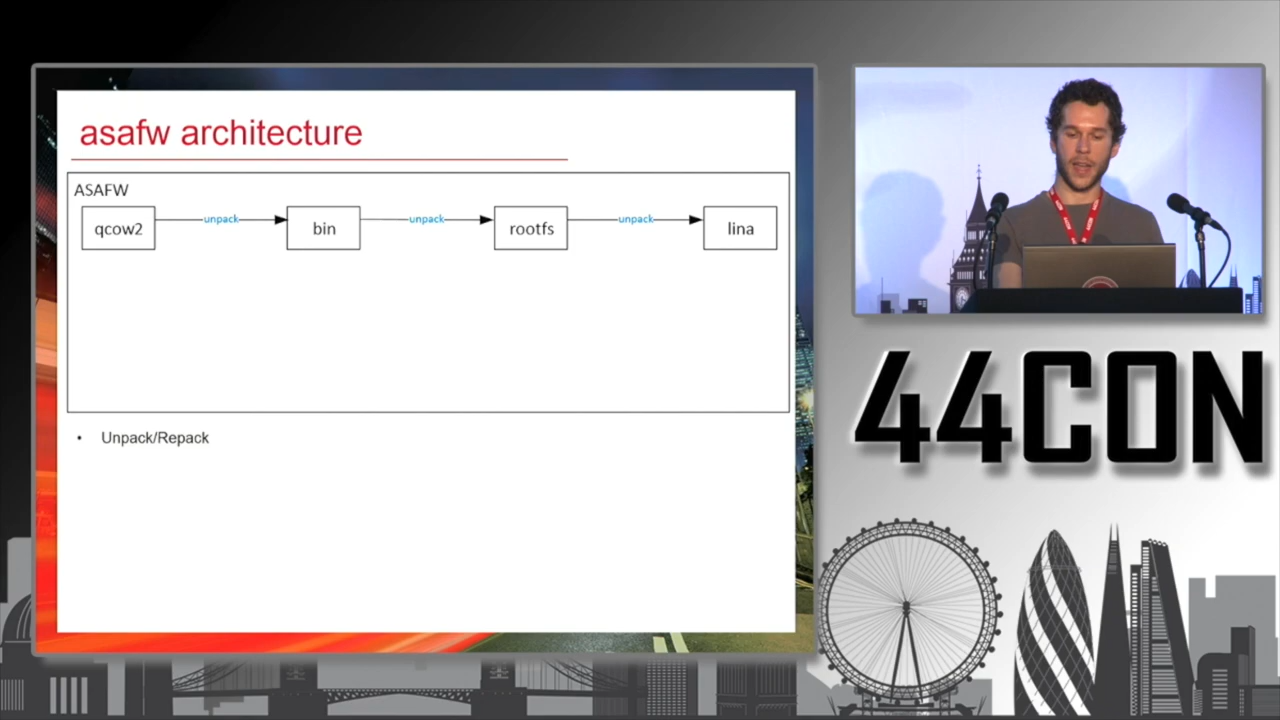 asafw architecture
ASAFW
qcow2 unpack bin unpack rootfs unpack lina
• Unpack/Repack
44CON